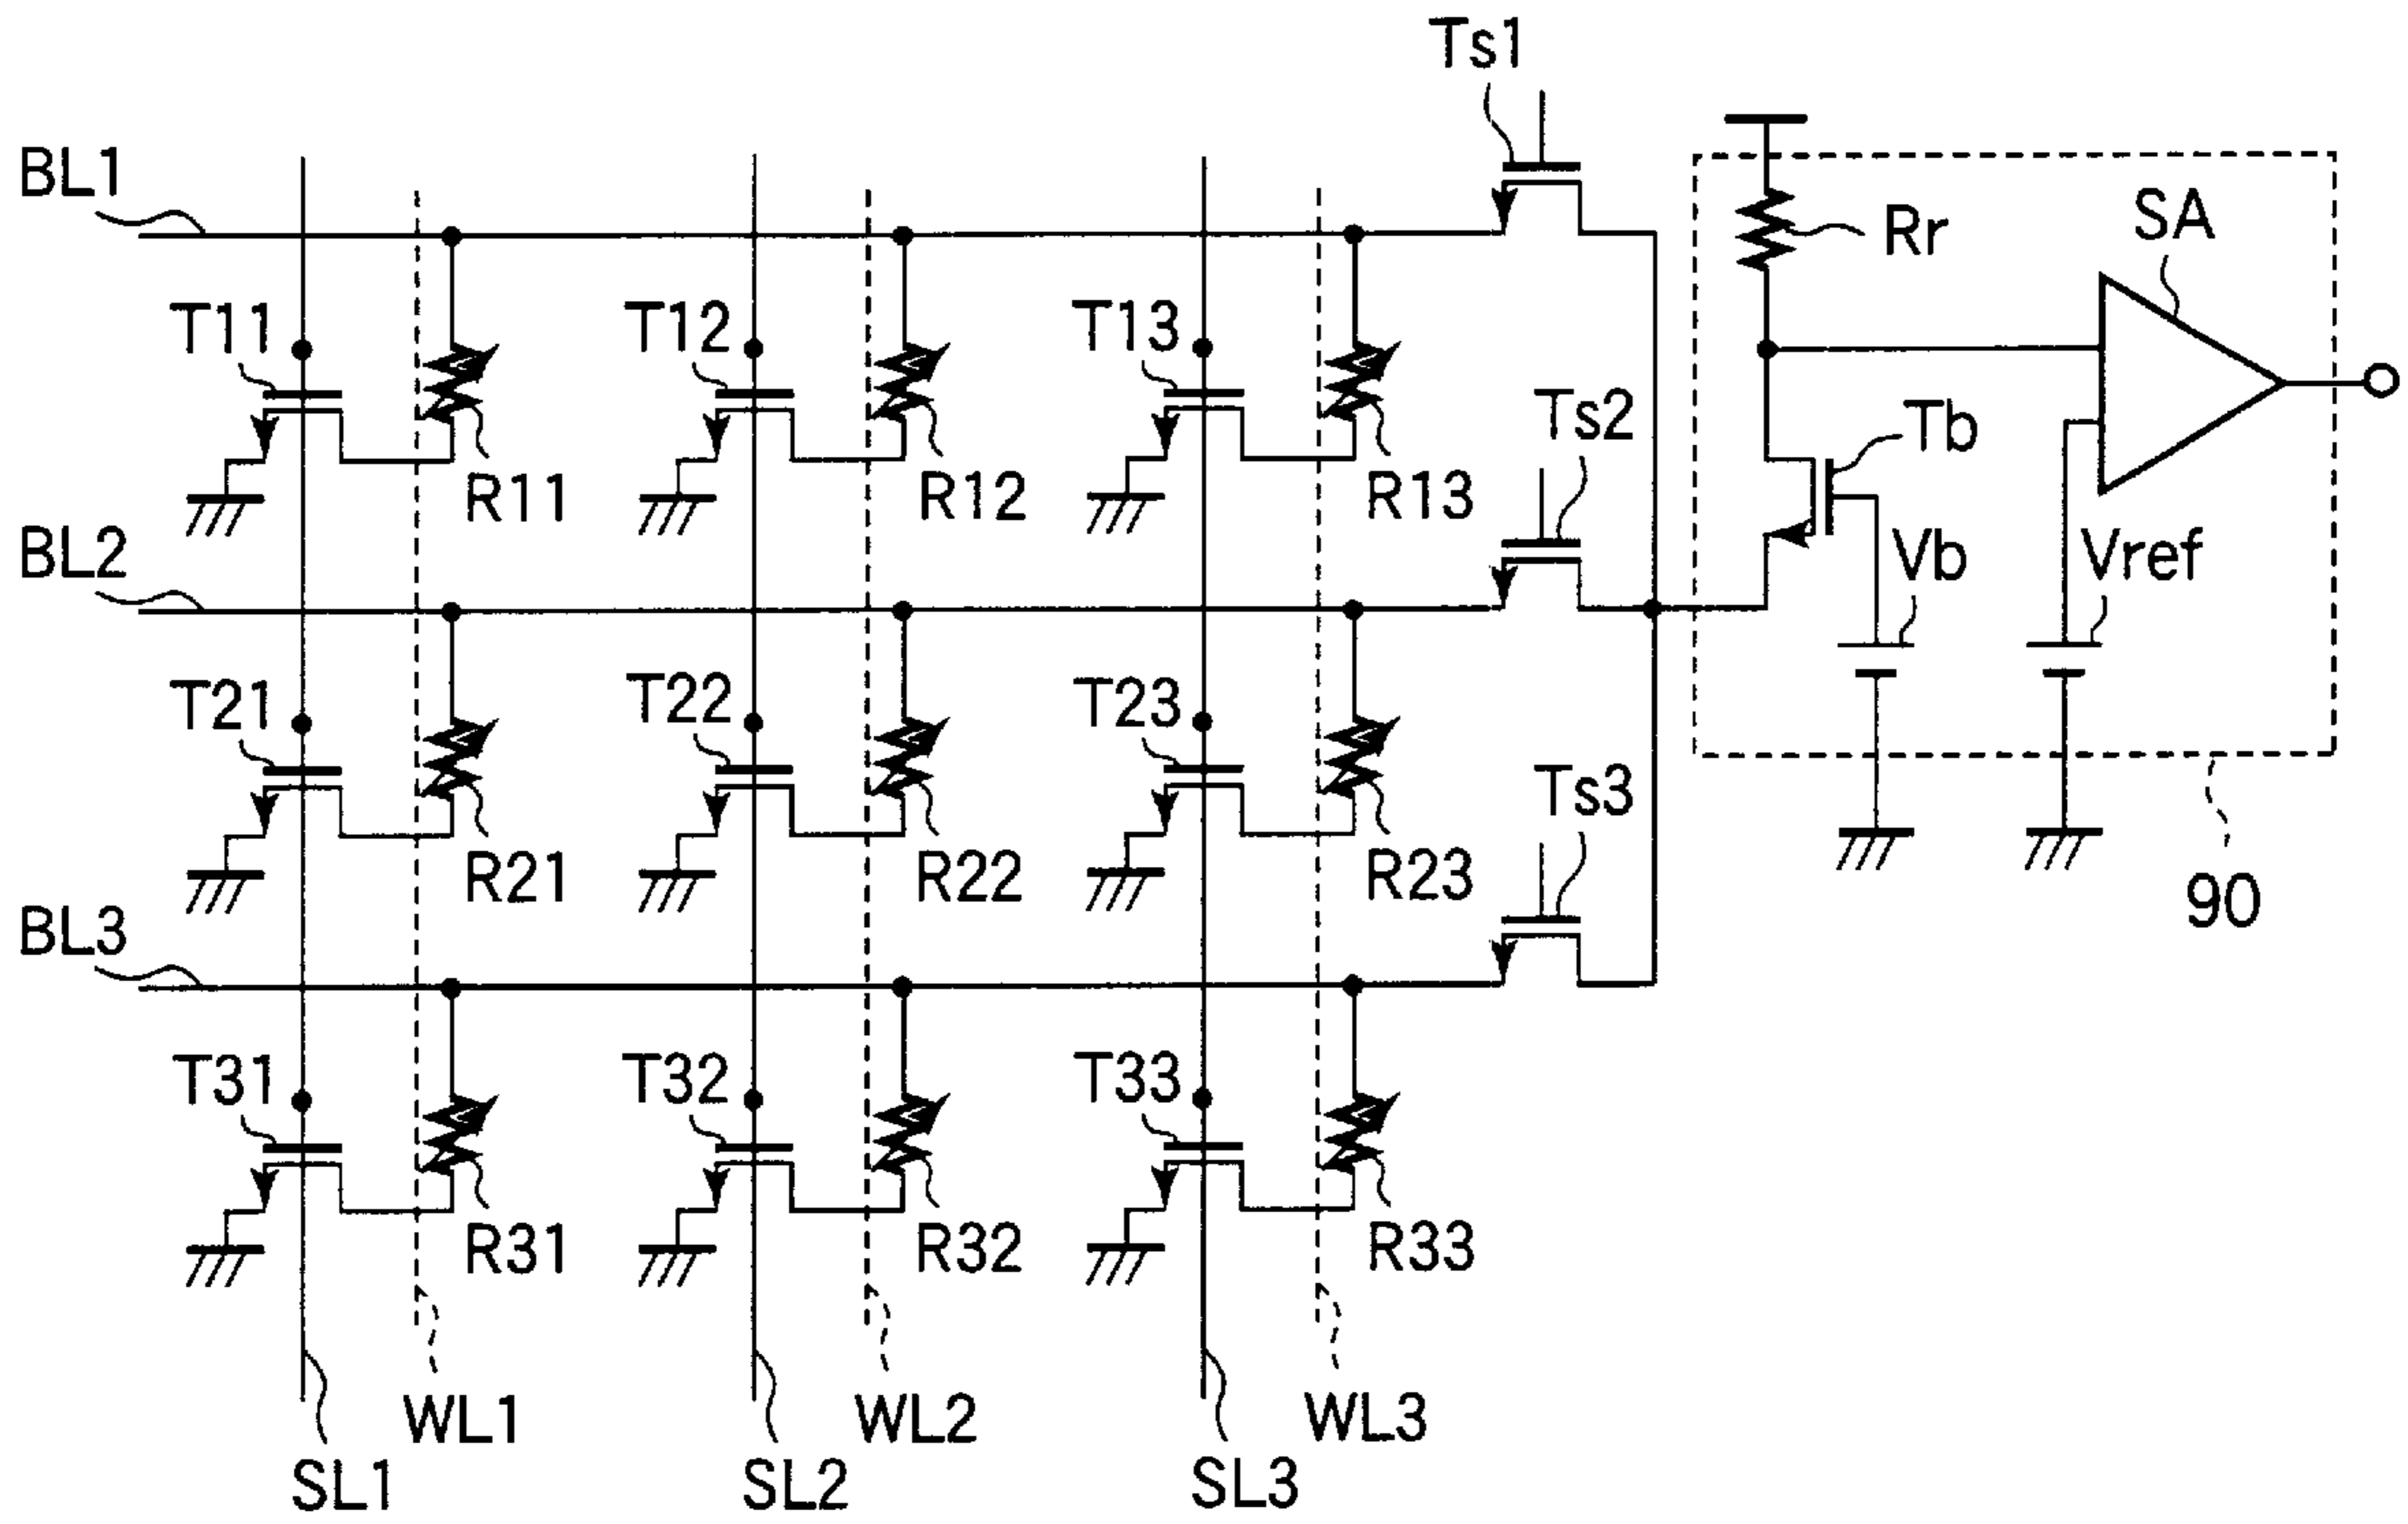 Ts1
BL1
Rr
SA
T11
T12
T13
Ts2
Tb
R11
R12
R13
BL2
Vb
Vref
T21
T22
T23
Ts3
R21
R22
R23
90
BL3
T31
T32
T33
R31
R32
R33
WL1
WL2
WL3
SL1
SL2
SL3